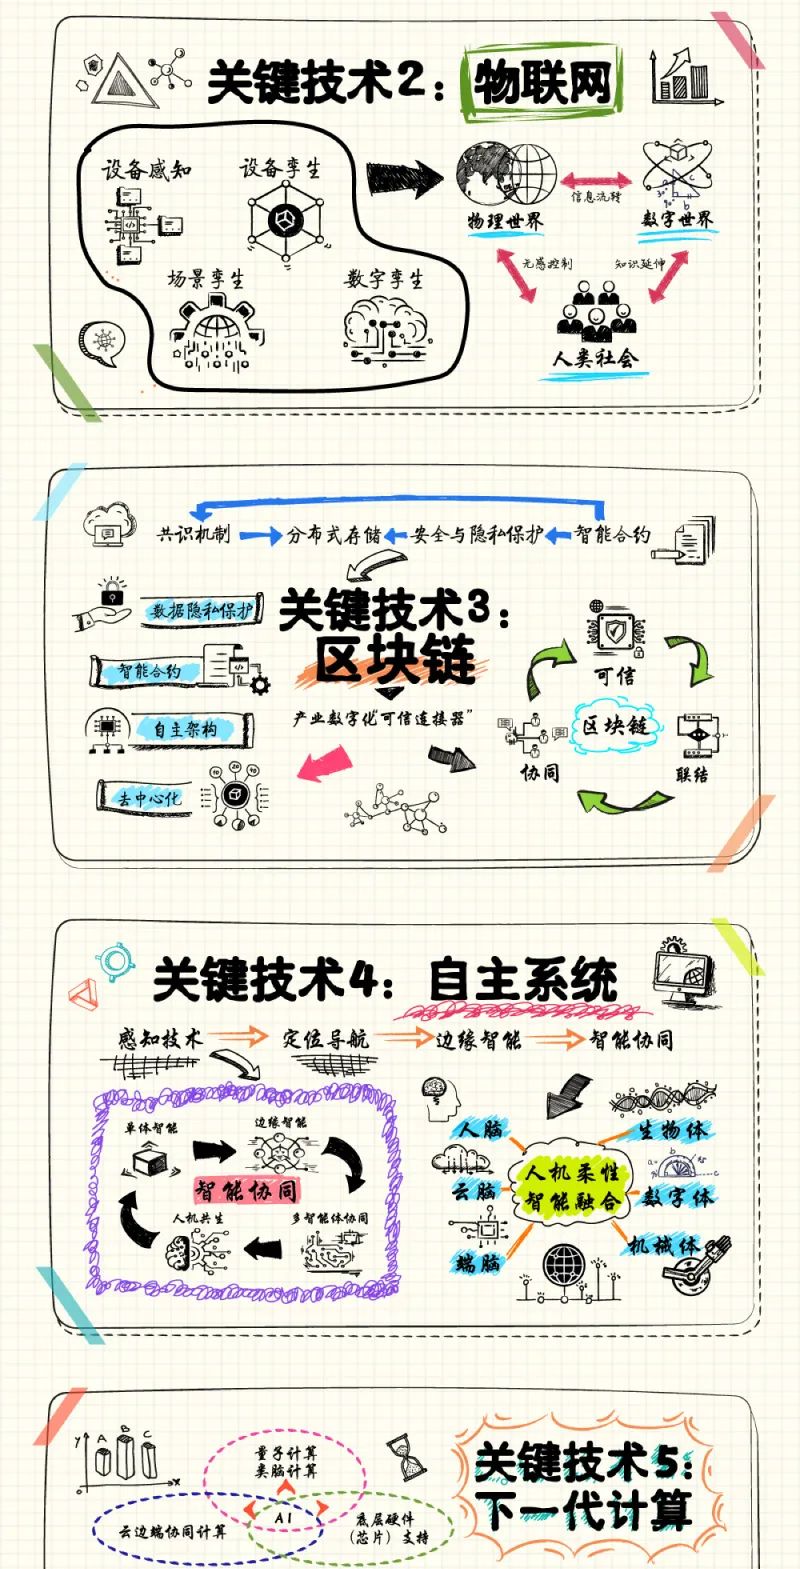 关键技术2：物联网
设备感知
设备孪生
场景孪生
数字孪生
物理世界
信息流转
数字世界
无感控制
知识延伸
人类社会
共识机制
分布式存储
安全与隐私保护
智能合约
关键技术3：
区块链
数据隐私保护
智能合约
自主架构
去中心化
产业数字化“可信连接器”
可信
区块链
协同
联结
关键技术4：自主系统
感知技术
定位导航
边缘智能
智能协同
单体智能
边缘智能
智能协同
人机共生
多智能体协同
人脑
云脑
端脑
人机柔性
智能融合
生物体
数字体
机械体
Y
A
B
C
X
量子计算
类脑计算
云边端协同计算
AI
底层硬件
（芯片）支持
关键技术5：
下一代计算